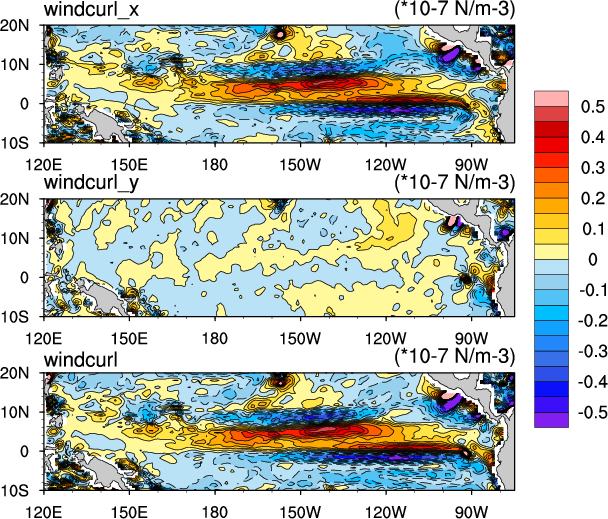 windcurl_x (*10-7 N/m-3)
20N
10N
0
10S
120E 150E 180 150W 120W 90W
windcurl_y (*10-7 N/m-3)
20N
10N
0
10S
120E 150E 180 150W 120W 90W
windcurl (*10-7 N/m-3)
20N
10N
0
10S
120E 150E 180 150W 120W 90W
0.5
0.4
0.3
0.2
0.1
0
-0.1
-0.2
-0.3
-0.4
-0.5